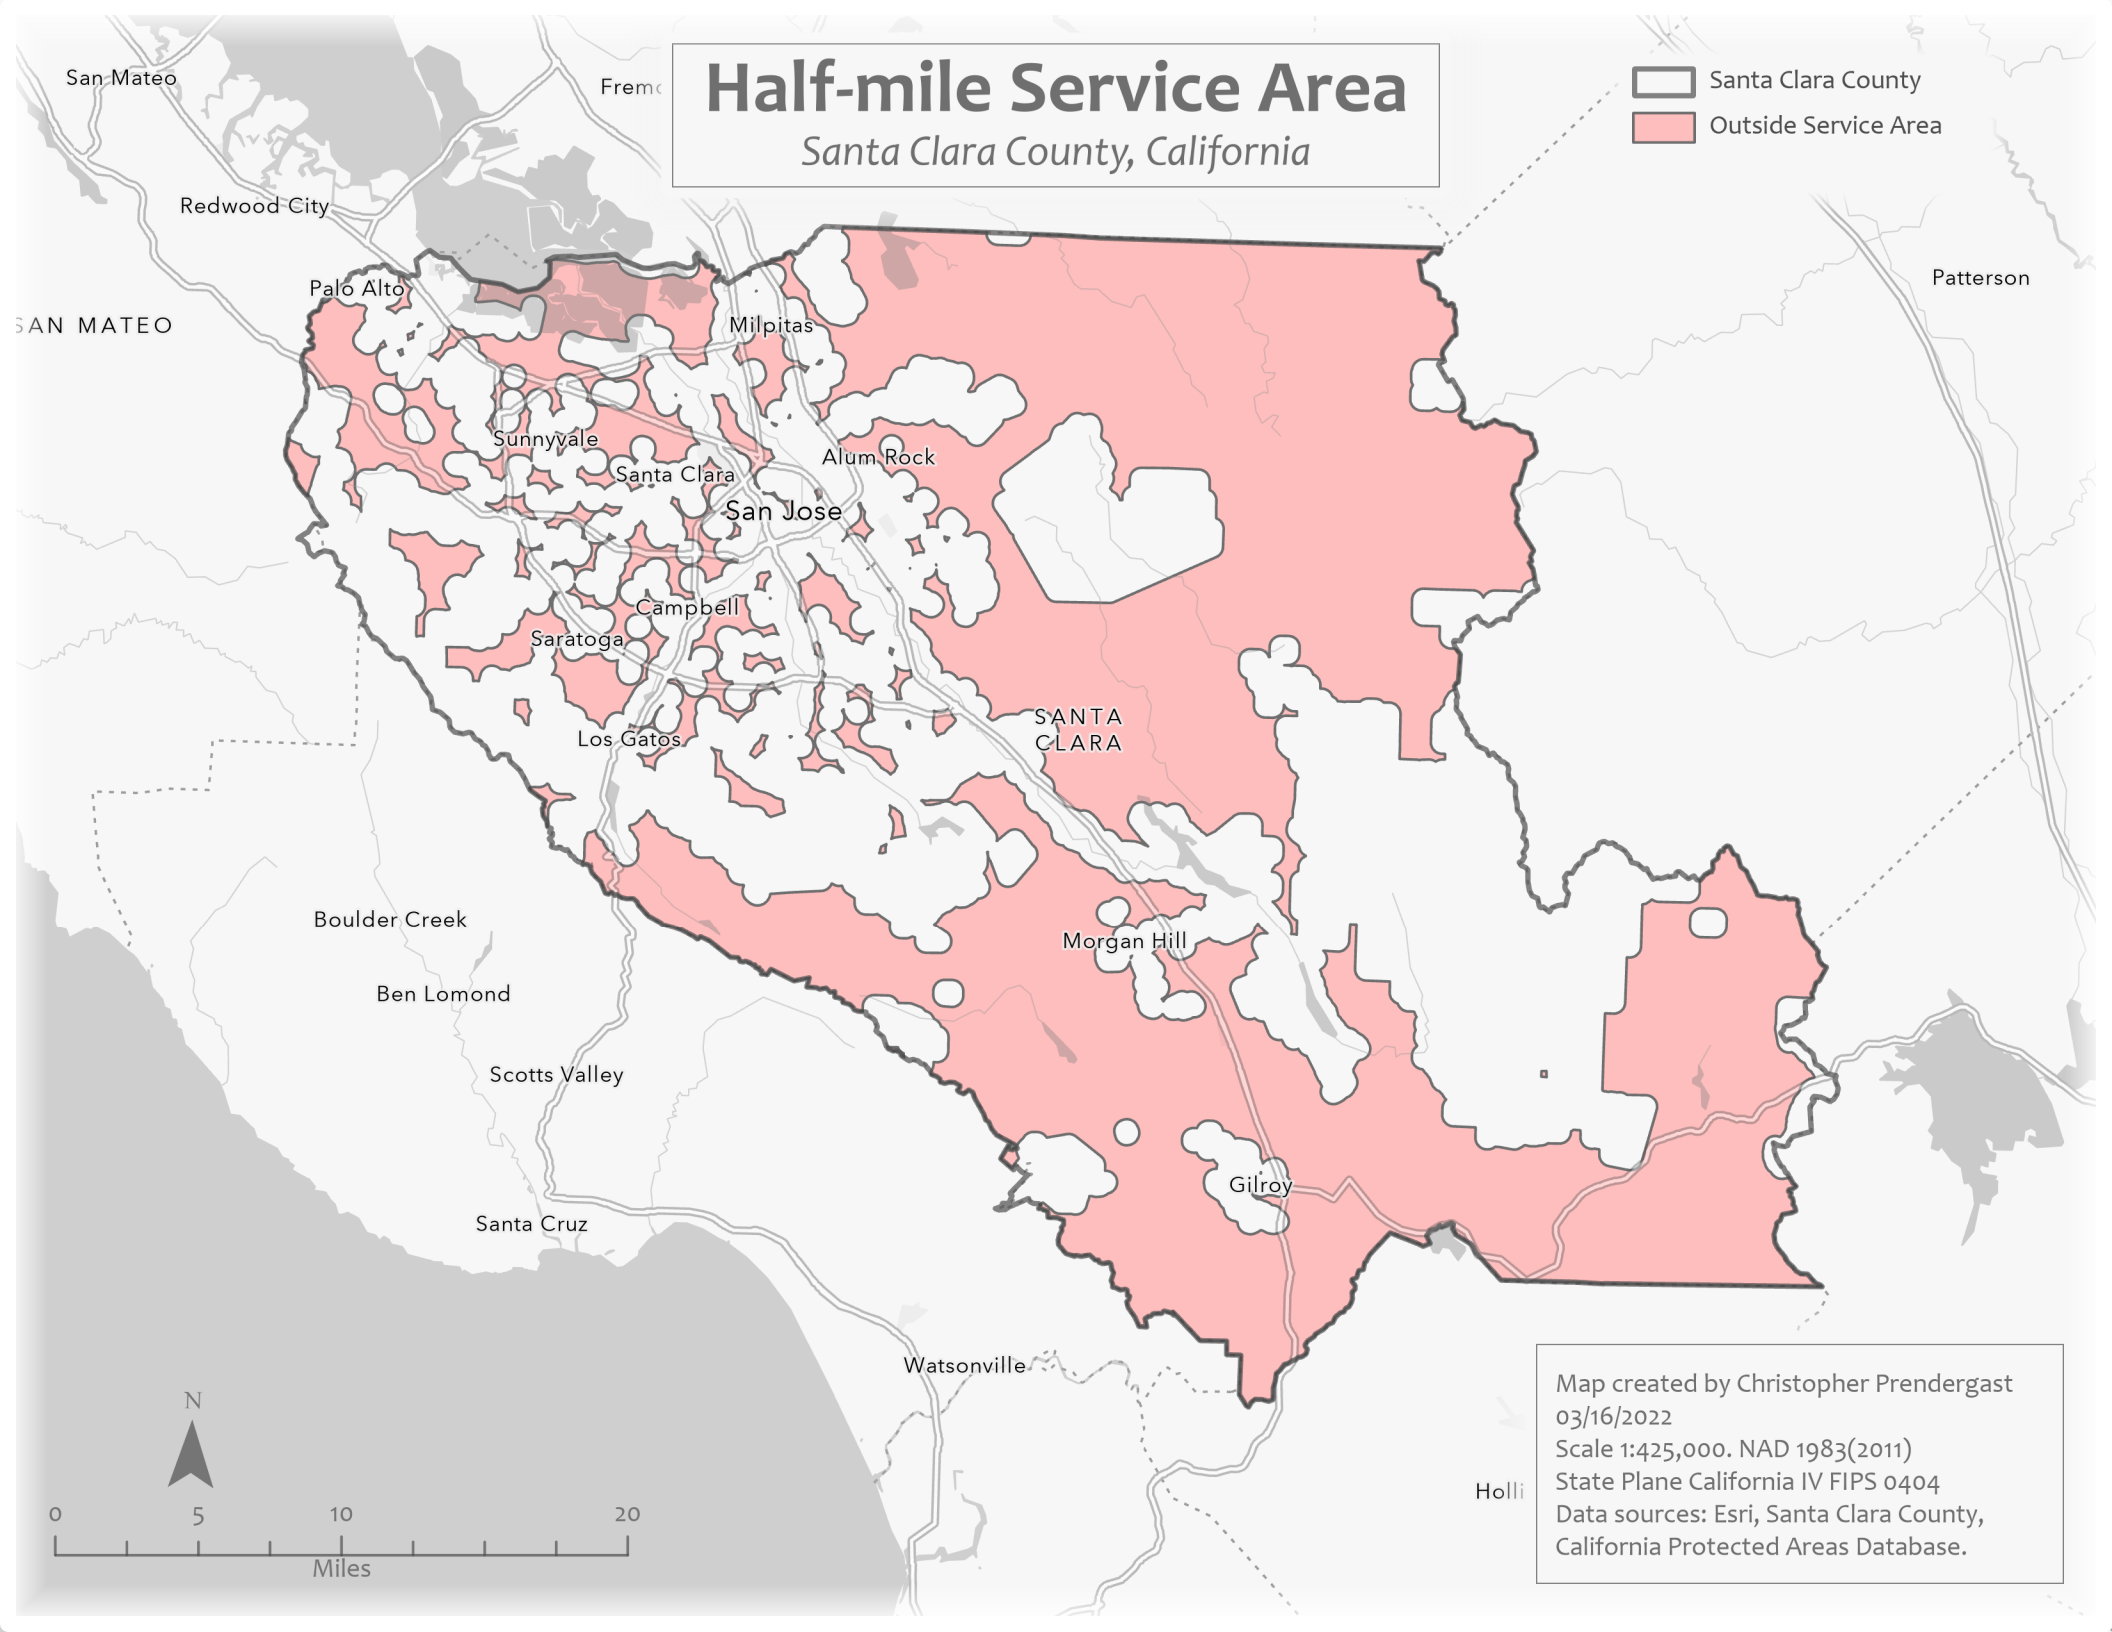 Half-mile Service Area
Santa Clara County, California
Santa Clara County
Outside Service Area
San Mateo
Fremo
Redwood City
Patterson
Palo Alto
SAN MATEO
Milpitas
Sunnyvale
Alum Rock
Santa Clara
San Jose
Campbell
Saratoga
SANTA
CLARA
Los Gatos
Boulder Creek
Morgan Hill
Ben Lomond
Scotts Valley
Gilroy
Santa Cruz
Watsonville
Holli
N
0 5 10 20
Miles
Map created by Christopher Prendergast
03/16/2022
Scale 1:425,000. NAD 1983(2011)
State Plane California IV FIPS 0404
Data sources: Esri, Santa Clara County,
California Protected Areas Database.